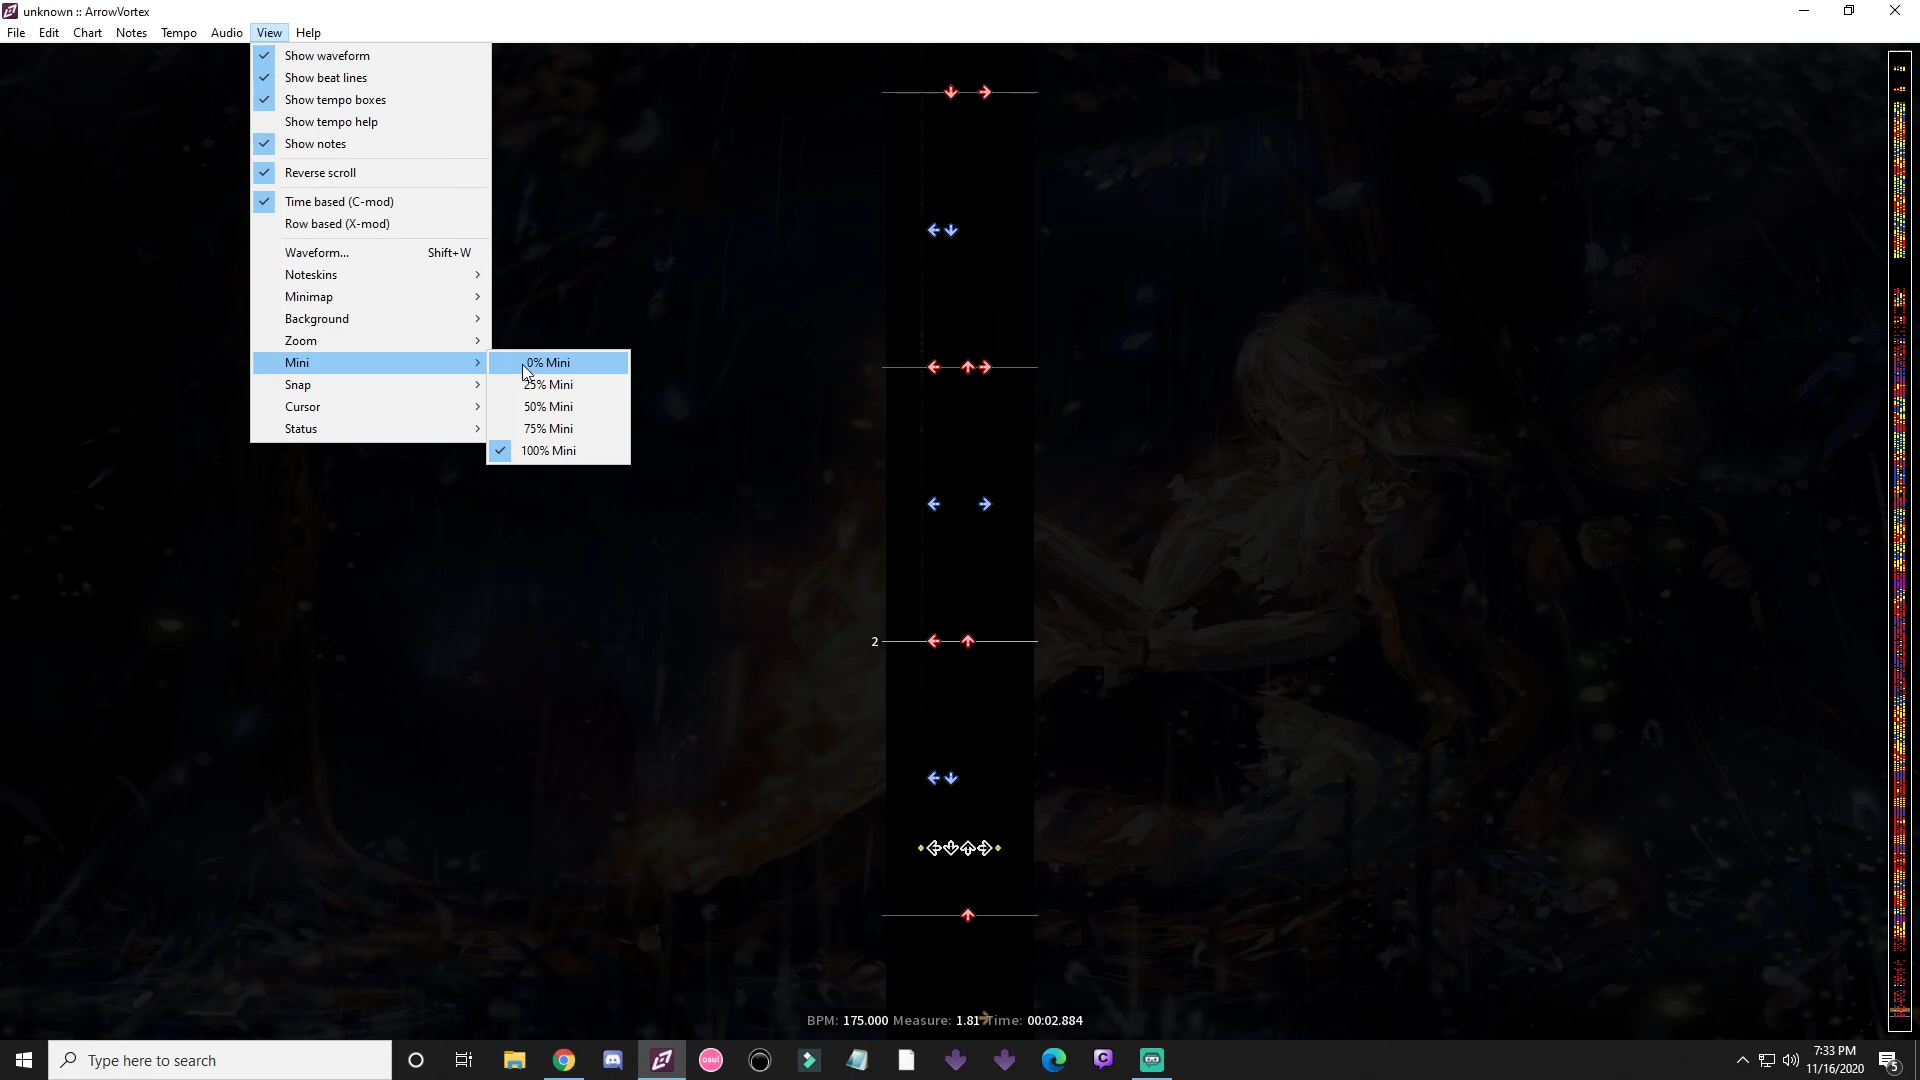 unknown :: ArrowVortex
File Edit Chart Notes Tempo Audio View Help
Show waveform
Show beat lines
Show tempo boxes
Show tempo help
Show notes
Reverse scroll
Time based (C-mod)
Row based (X-mod)
Waveform... Shift+W
Noteskins
Minimap
Background
Zoom
Mini
Snap
Cursor
Status
0% Mini
25% Mini
50% Mini
75% Mini
100% Mini
2
BPM: 175.000 Measure: 1.81 Time: 00:02.884
Type here to search
osu!
7:33 PM
11/16/2020
5